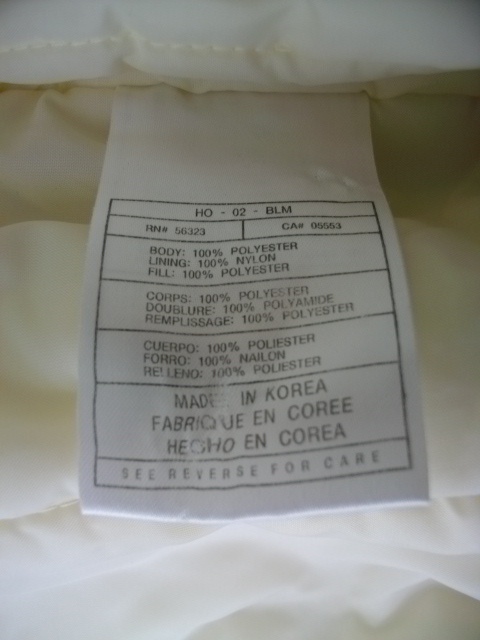 HO - 02 - BLM
RN# 56323 CA# 05553
BODY: 100% POLYESTER
LINING: 100% NYLON
FILL: 100% POLYESTER
CORPS: 100% POLYESTER
DOUBLURE: 100% POLYAMIDE
REMPLISSAGE: 100% POLYESTER
CUERPO: 100% POLIESTER
FORRO: 100% NAILON
RELLENO: 100% POLIESTER
MADE IN KOREA
FABRIQUE EN COREE
HECHO EN COREA
SEE REVERSE FOR CARE